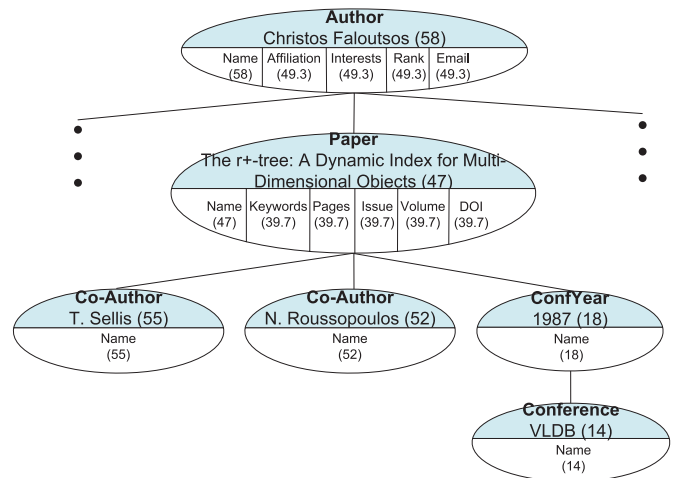 Author
Christos Faloutsos (58)
Name Affiliation Interests Rank Email
(58) (49.3) (49.3) (49.3) (49.3)
Paper
The r+-tree: A Dynamic Index for Multi-
Dimensional Objects (47)
Name Keywords Pages Issue Volume DOI
(47) (39.7) (39.7) (39.7) (39.7) (39.7)
Co-Author
T. Sellis (55)
Name
(55)
Co-Author
N. Roussopoulos (52)
Name
(52)
ConfYear
1987 (18)
Name
(18)
Conference
VLDB (14)
Name
(14)